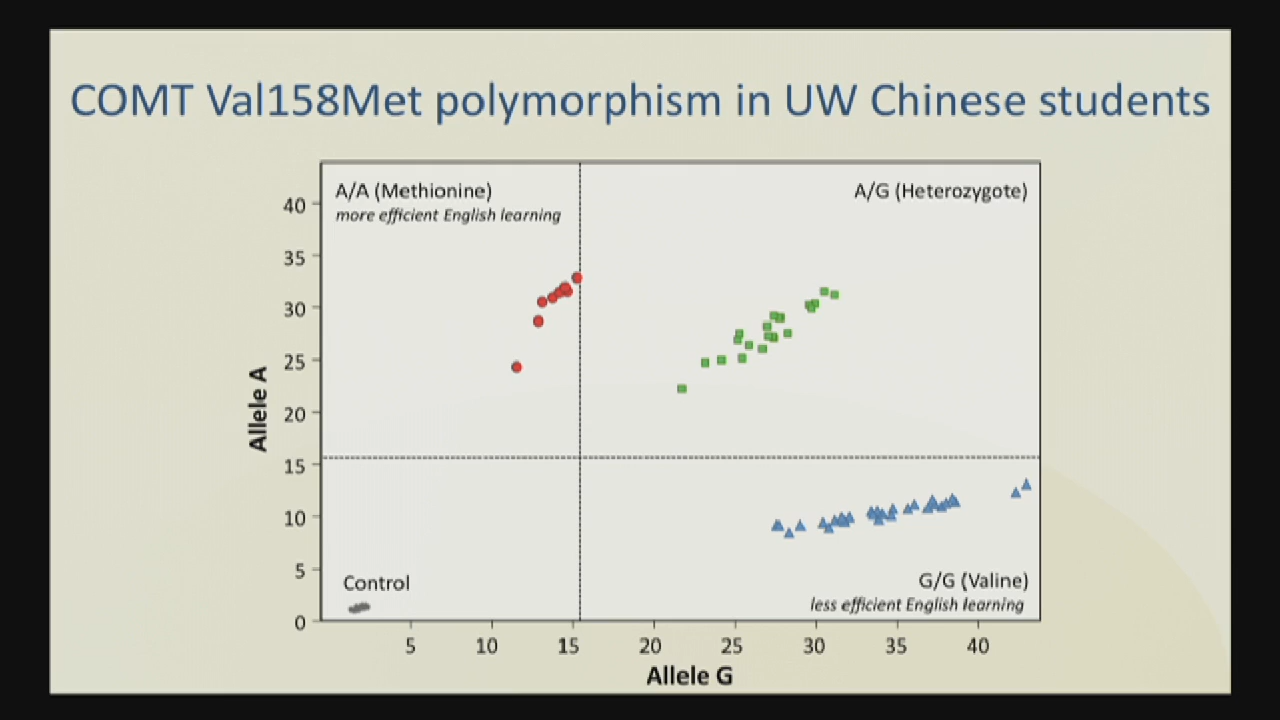 COMT Val158Met polymorphism in UW Chinese students
A/A (Methionine)
more efficient English learning
A/G (Heterozygote)
40
35
30
25
20
15
10
5
0
Allele A
Control
G/G (Valine)
less efficient English learning
5
10
15
20
25
30
35
40
Allele G